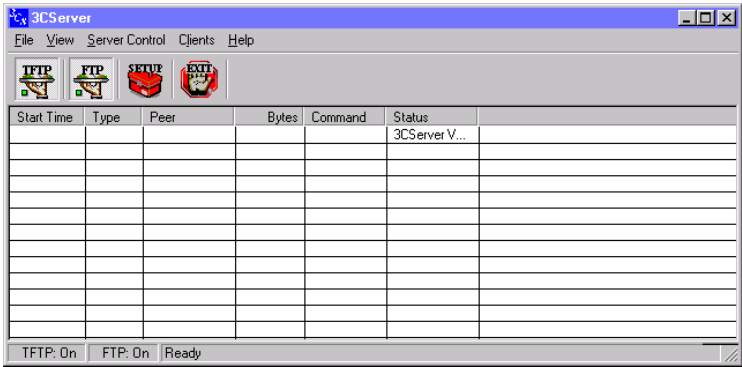 3CServer
File View Server Control Clients Help
TFTP FTP SETUP EXIT
Start Time Type Peer Bytes Command Status
3CServer V...
TFTP: On FTP: On Ready